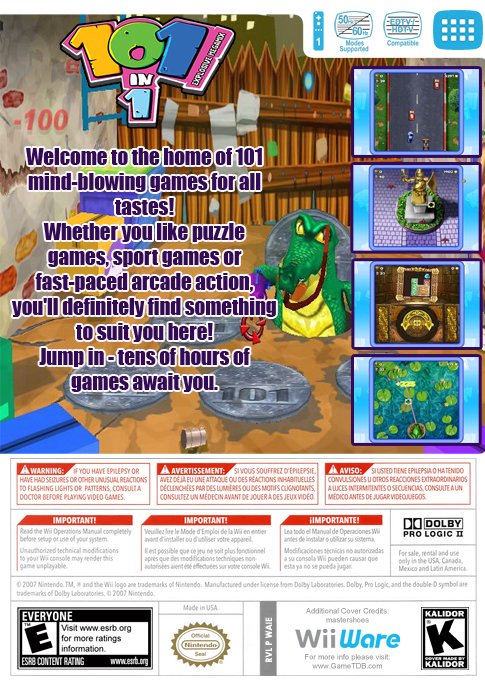 101
IN
1
EXPLOSIVE MEGAMIX
1
50Hz
60Hz
Modes
Supported
EDTV
HDTV
Compatible
-100
Welcome to the home of 101
mind-blowing games for all
tastes!
Whether you like puzzle
games, sport games or
fast-paced arcade action,
you'll definitely find something
to suit you here!
Jump in - tens of hours of
games await you.
101
+225
WARNING: IF YOU HAVE EPILEPSY OR
HAVE HAD SEIZURES OR OTHER UNUSUAL REACTIONS
TO FLASHING LIGHTS OR PATTERNS, CONSULT A
DOCTOR BEFORE PLAYING VIDEO GAMES.
AVERTISSEMENT: SI VOUS SOUFFREZ D'ÉPILEPSIE,
AVEZ DÉJÀ EU UNE ATTAQUE OU DES RÉACTIONS INHABITUELLES
DÉCLENCHÉES PAR DES LUMIÈRES OU DES MOTIFS CLIGNOTANTS,
CONSULTEZ UN MÉDECIN AVANT DE JOUER À DES JEUX VIDÉO.
AVISO: SI USTED TIENE EPILEPSIA O HA TENIDO
CONVULSIONES U OTROS REACCIONES EXTRAORDINARIOS
A LUCES INTERMITENTES O SECUENCIAS, CONSULTE A UN
MÉDICO ANTES DE JUGAR VIDEOJUEGOS.
IMPORTANT!
Read the Wii Operations Manual completely
before setup or use of your system.
Unauthorized technical modifications
to your Wii console may render this
game unplayable.
IMPORTANT!
Veuillez lire le Mode d'Emploi de la Wii en entier
avant d'installer ou d'utiliser votre appareil.
Il est possible que ce jeu ne soit plus fonctionnel
après que des modifications techniques non-
autorisées aient été effectuées sur votre console Wii.
¡IMPORTANTE!
Lea todo el Manual de Operaciones Wii
antes de instalar o utilizar su sistema.
Modificaciones técnicas no autorizadas
a su consola Wii pueden causar que
esta ya no se pueda jugar.
DOLBY
PRO LOGIC II
For sale, rental and use
only in the USA, Canada,
Mexico and Latin America.
© 2007 Nintendo. TM, ® and the Wii logo are trademarks of Nintendo. Manufactured under license from Dolby Laboratories. Dolby, Pro Logic, and the double-D symbol are
trademarks of Dolby Laboratories. © 2007 Nintendo.
EVERYONE
E
Visit www.esrb.org
for more ratings
information.
ESRB CONTENT RATING www.esrb.org
Made in USA
Official
Nintendo
Seal
RVL P WAIE
Additional Cover Credits:
mastershoes
WiiWare
For more info please visit:
www.GameTDB.com
KALIDOR
K
COVER MADE BY
KALIDOR